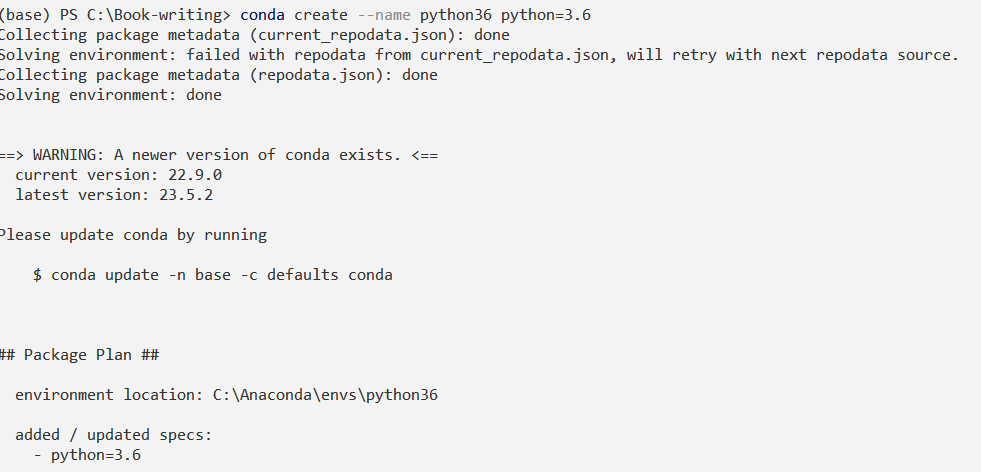 (base) PS C:\Book-writing> conda create --name python36 python=3.6
Collecting package metadata (current_repodata.json): done
Solving environment: failed with repodata from current_repodata.json, will retry with next repodata source.
Collecting package metadata (repodata.json): done
Solving environment: done
==> WARNING: A newer version of conda exists. <==
current version: 22.9.0
latest version: 23.5.2
Please update conda by running
$ conda update -n base -c defaults conda
## Package Plan ##
environment location: C:\Anaconda\envs\python36
added / updated specs:
- python=3.6